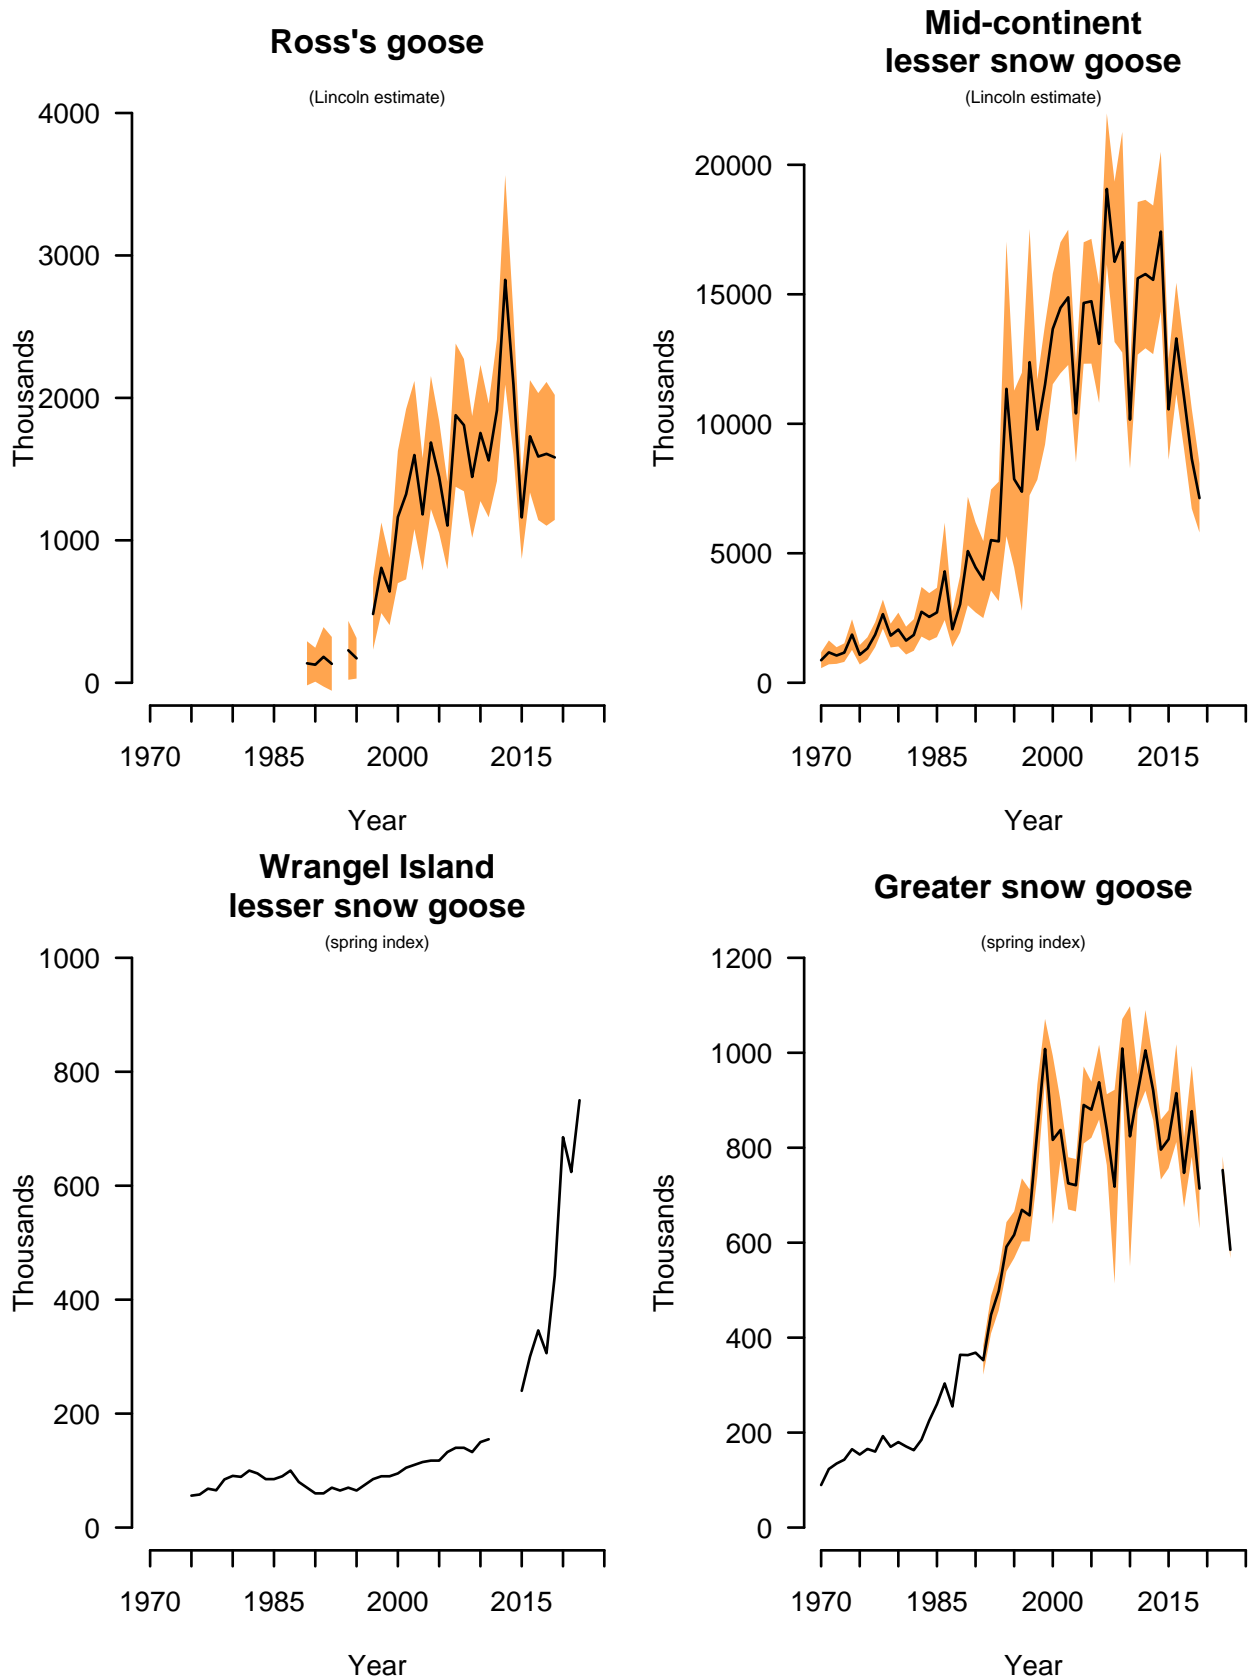 Ross's goose
(Lincoln estimate)
4000
3000
2000
1000
0
Thousands
1970 1985 2000 2015
Year
Mid-continent
lesser snow goose
(Lincoln estimate)
20000
15000
10000
5000
0
Thousands
1970 1985 2000 2015
Year
Wrangel Island
lesser snow goose
(spring index)
1000
800
600
400
200
0
Thousands
1970 1985 2000 2015
Year
Greater snow goose
(spring index)
1200
1000
800
600
400
200
0
Thousands
1970 1985 2000 2015
Year